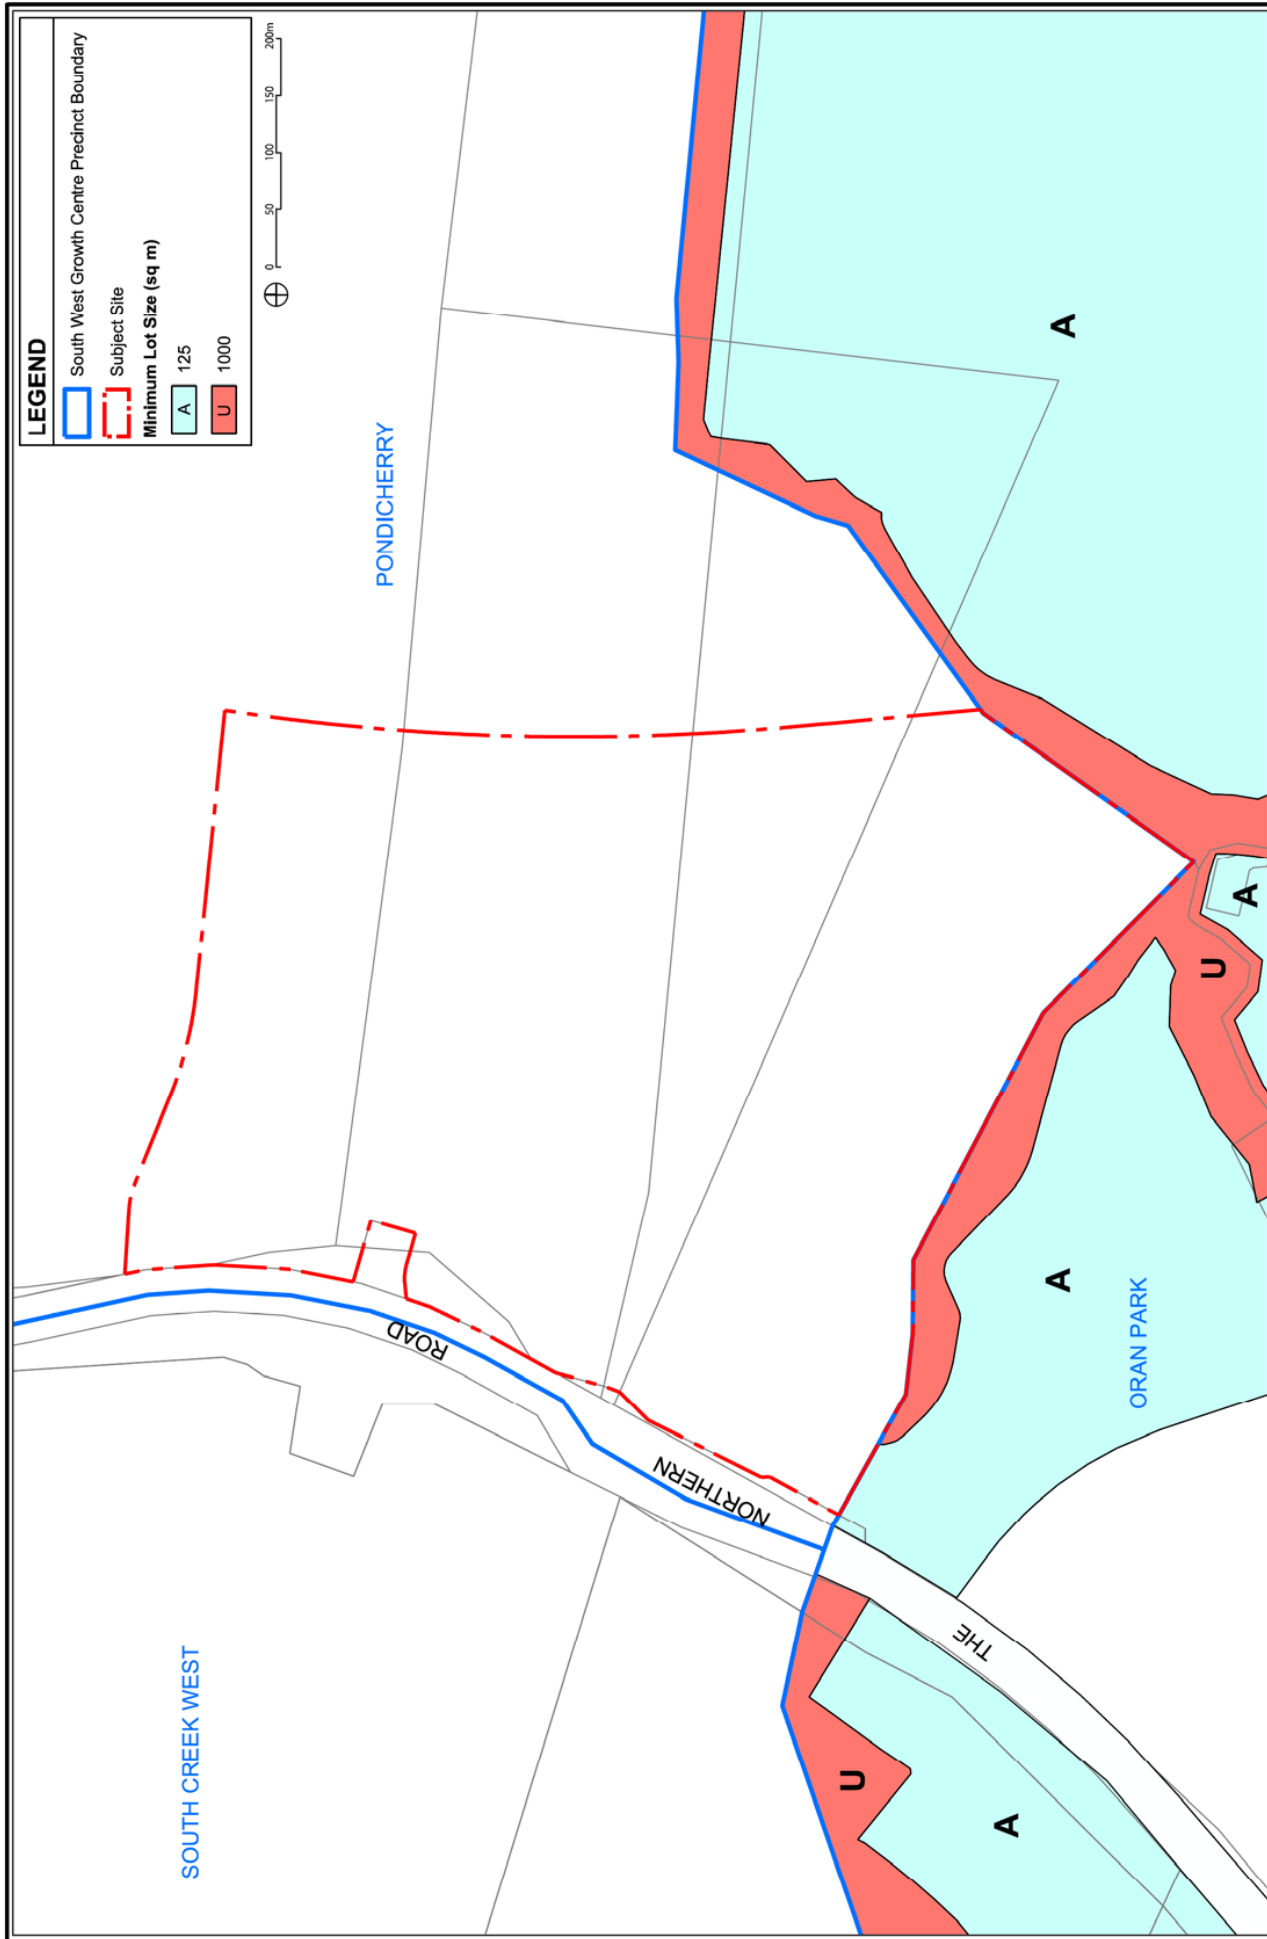 LEGEND
South West Growth Centre Precinct Boundary
Subject Site
Minimum Lot Size (sq m)
A 125
U 1000
0 50 100 150 200m
SOUTH CREEK WEST
PONDICHERRY
ORAN PARK
THE NORTHERN ROAD
U
A
A
U
A
A